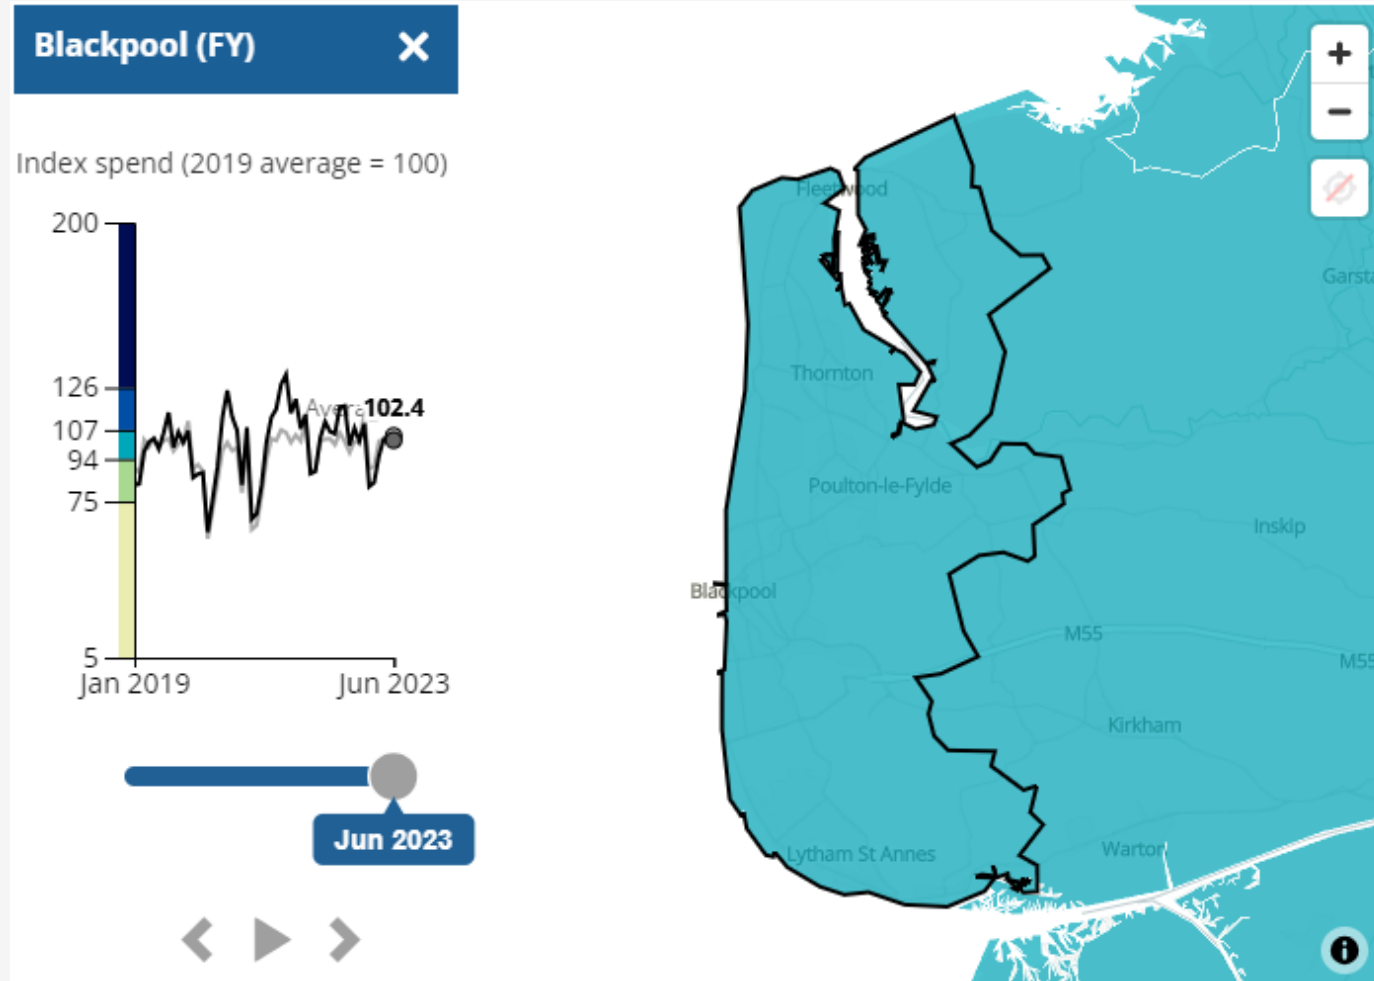 Blackpool (FY)
Index spend (2019 average = 100)
200
126
107
94
75
5
102.4
Jan 2019
Jun 2023
Jun 2023
Fleetwood
Garsta
Thornton
Poulton-le-Fylde
Inskip
Blackpool
M55
M55
Kirkham
Lytham St Annes
Warton